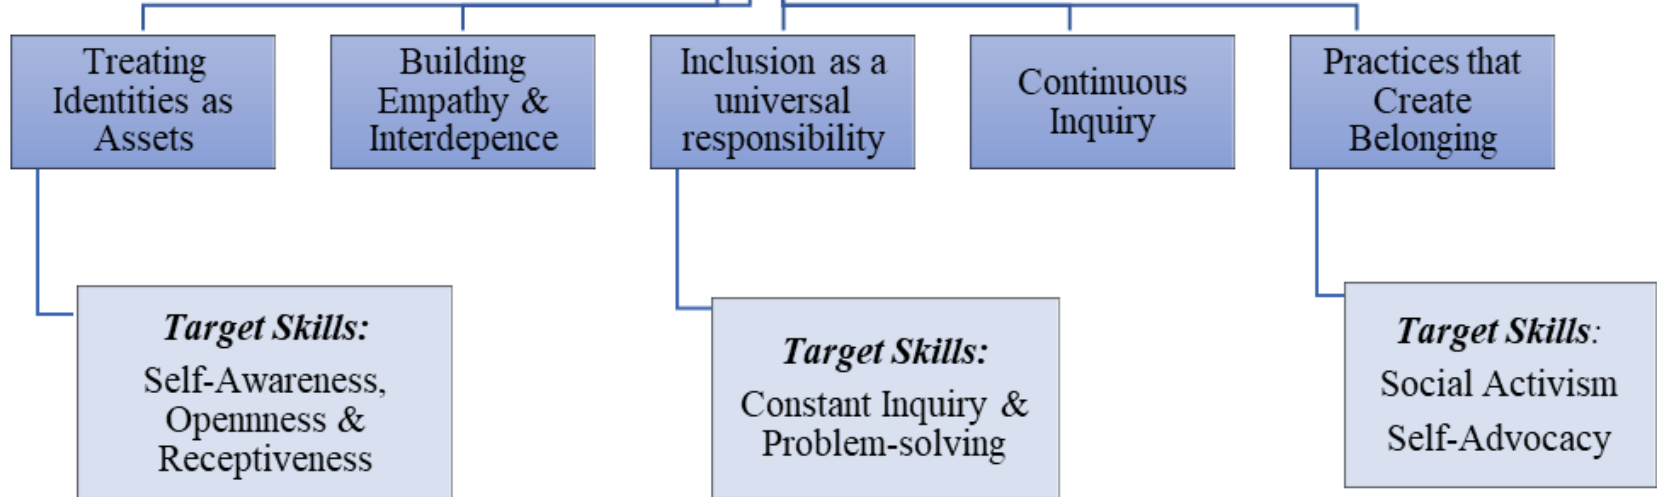 Treating
Identities as
Assets
Building
Empathy &
Interdepence
Inclusion as a
universal
responsibility
Continuous
Inquiry
Practices that
Create
Belonging
Target Skills:
Self-Awareness,
Opennness &
Receptiveness
Target Skills:
Constant Inquiry &
Problem-solving
Target Skills:
Social Activism
Self-Advocacy